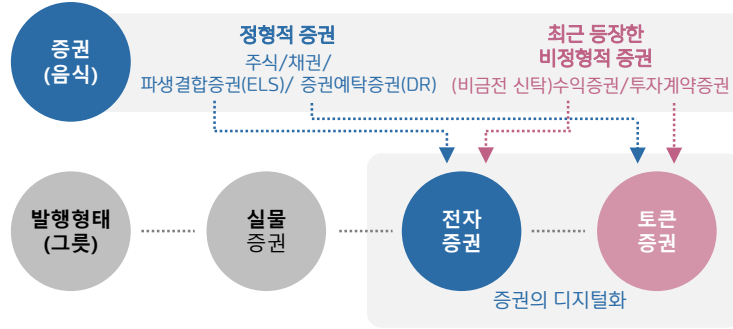 증권
(음식)
정형적 증권
주식/채권/
파생결합증권(ELS)/ 증권예탁증권(DR)
최근 등장한
비정형적 증권
(비금전 신탁)수익증권/투자계약증권
발행형태
(그릇)
실물
증권
전자
증권
토큰
증권
증권의 디지털화